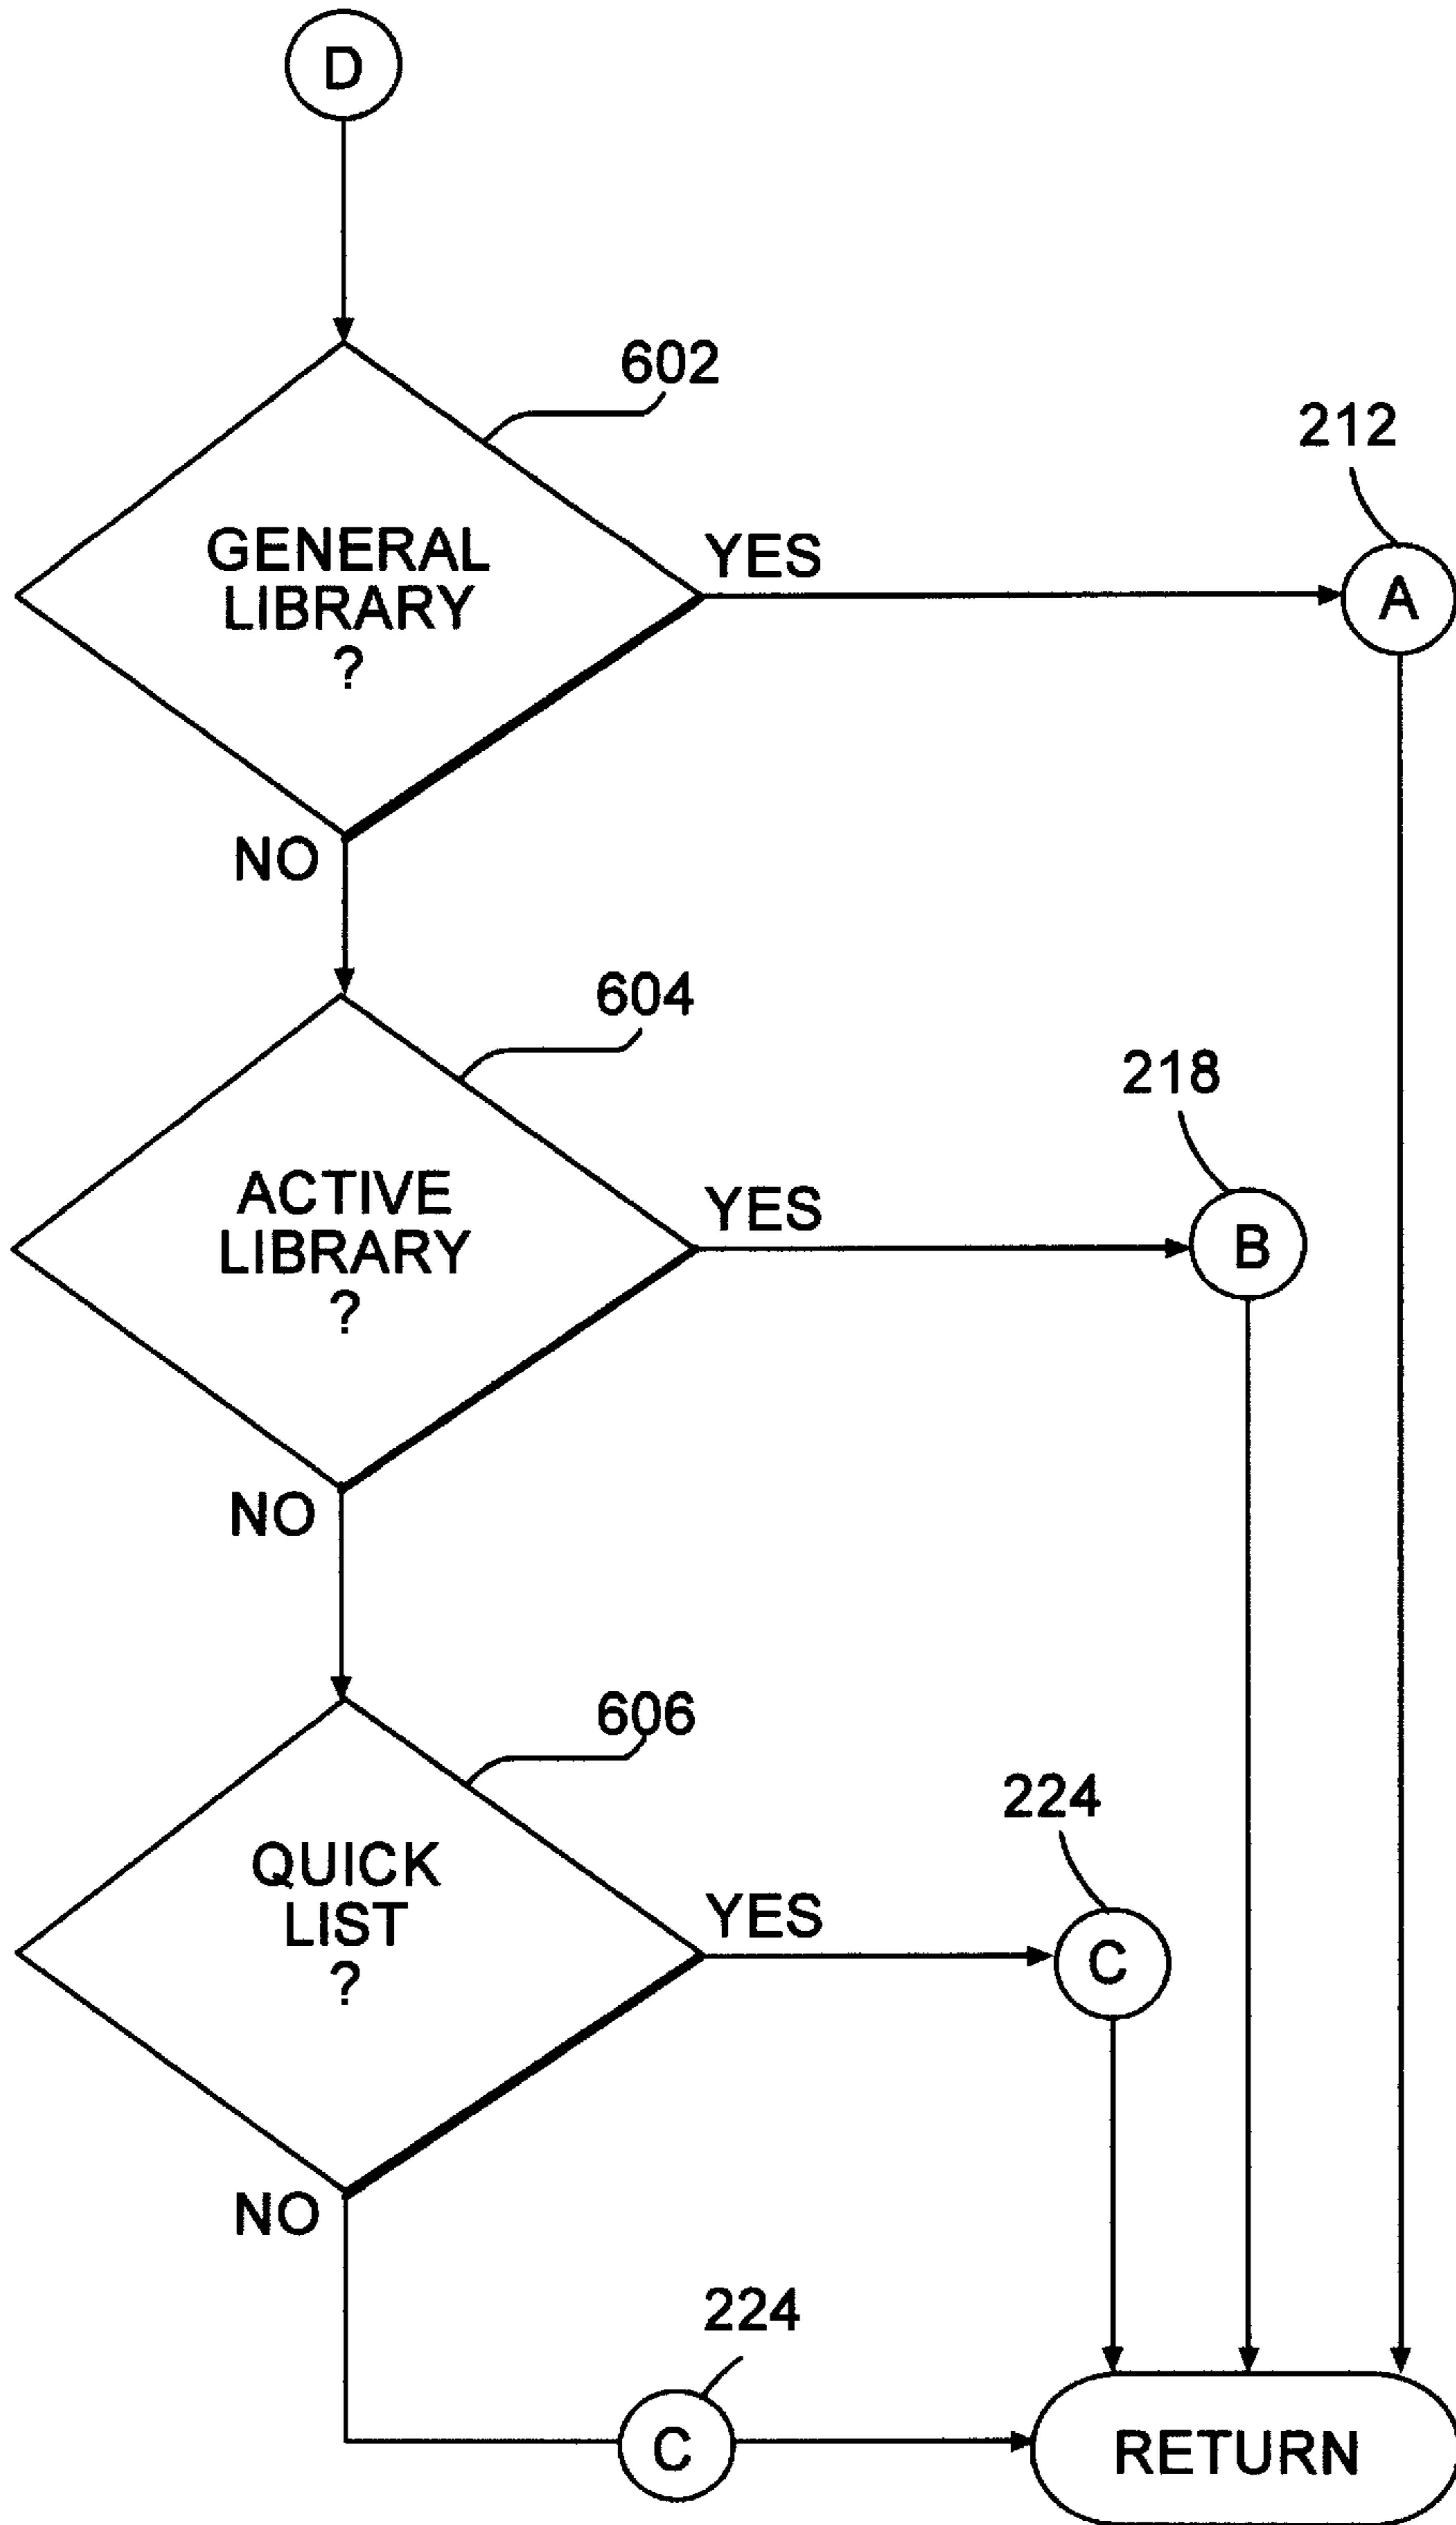 D
602
212
GENERAL
LIBRARY
?
YES
A
NO
604
218
ACTIVE
LIBRARY
?
YES
B
NO
606
224
QUICK
LIST
?
YES
C
NO
224
C
RETURN